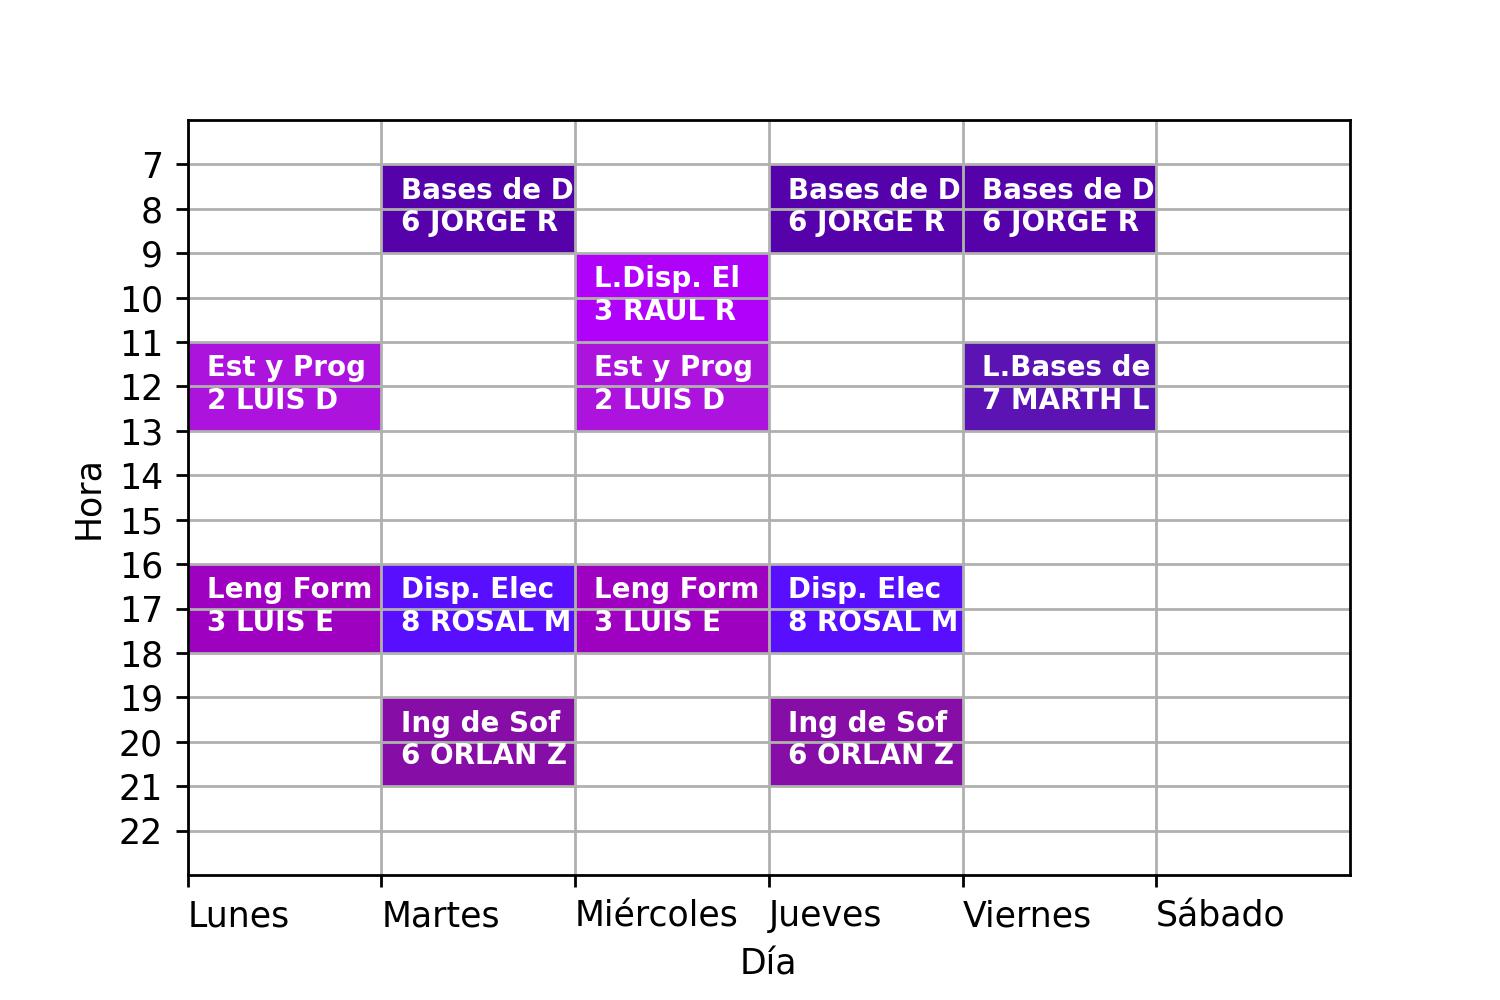 7
Bases de D
Bases de D
Bases de D
8
6 JORGE R
6 JORGE R
6 JORGE R
9
L.Disp. El
10
3 RAUL R
11
Est y Prog
Est y Prog
L.Bases de
12
2 LUIS D
2 LUIS D
7 MARTH L
13
Hora
14
15
16
Leng Form
Disp. Elec
Leng Form
Disp. Elec
17
3 LUIS E
8 ROSAL M
3 LUIS E
8 ROSAL M
18
19
Ing de Sof
Ing de Sof
20
6 ORLAN Z
6 ORLAN Z
21
22
Lunes
Martes
Miércoles
Jueves
Viernes
Sábado
Día